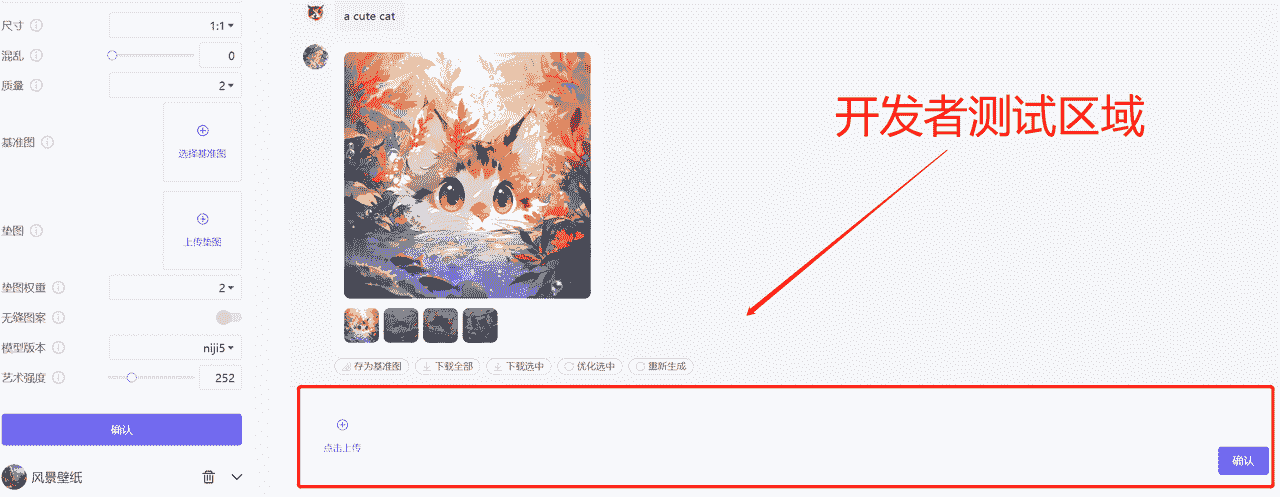 尺寸
1:1
混乱
0
质量
2
基准图
选择基准图
垫图
上传垫图
垫图权重
2
无缝图案
模型版本
niji5
艺术强度
252
确认
风景壁纸
a cute cat
开发者测试区域
存为基准图
下载全部
下载选中
优化选中
重新生成
点击上传
确认